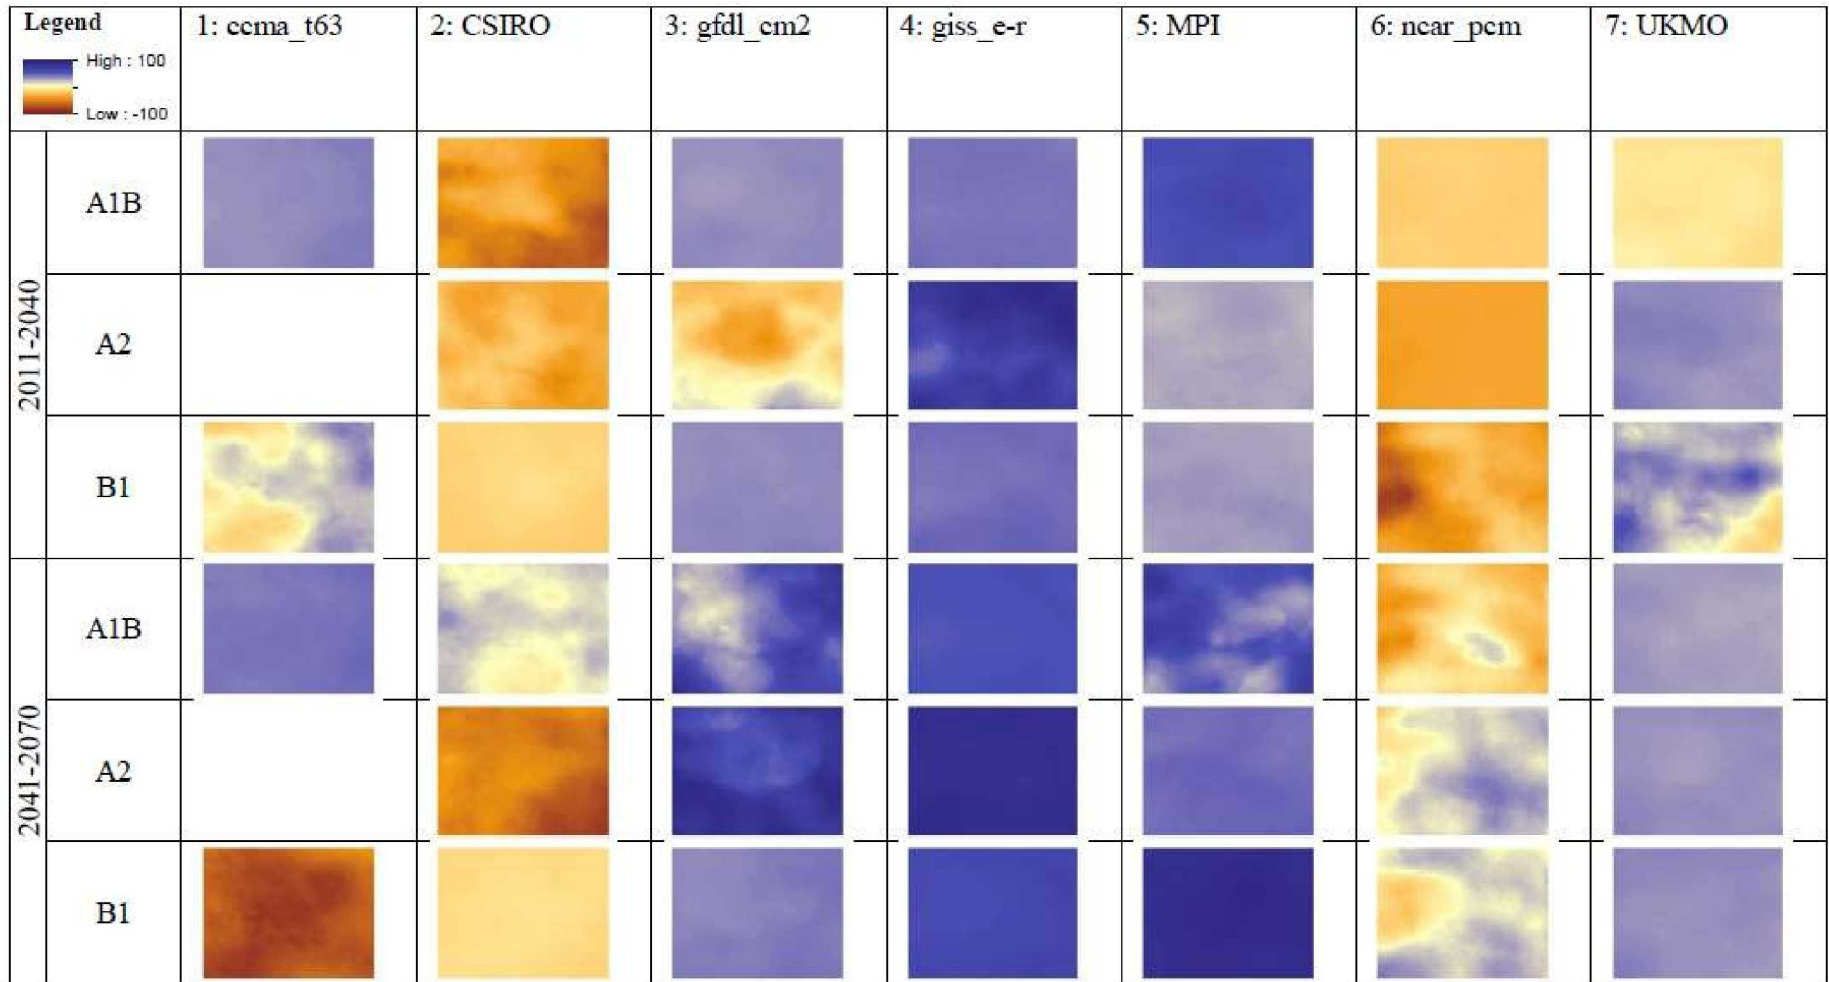 Legend
High : 100
Low : -100
1: ccma_t63
2: CSIRO
3: gfdl_cm2
4: giss_e-r
5: MPI
6: ncar_pcm
7: UKMO
2011-2040
A1B
A2
B1
2041-2070
A1B
A2
B1